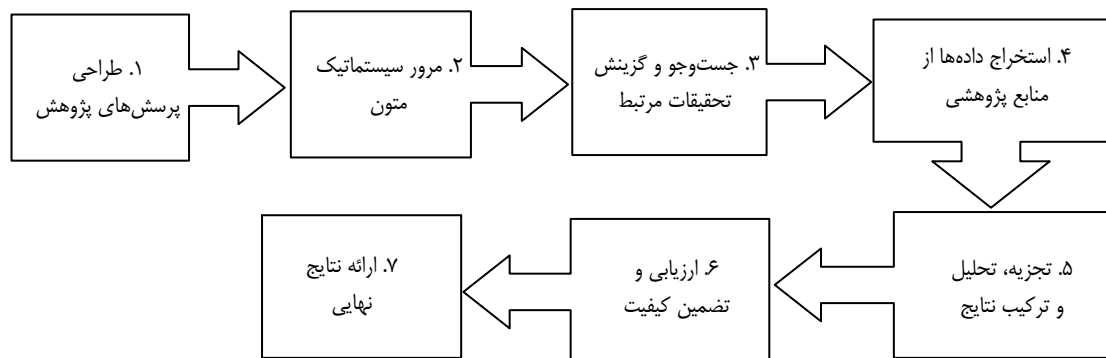 ۱. طراحی
پرسش‌های پژوهش
۲. مرور سیستماتیک
متون
۳. جست‌وجو و گزینش
تحقیقات مرتبط
۴. استخراج داده‌ها از
منابع پژوهشی
۵. تجزیه، تحلیل
و ترکیب نتایج
۶. ارزیابی و
تضمین کیفیت
۷. ارائه نتایج
نهایی